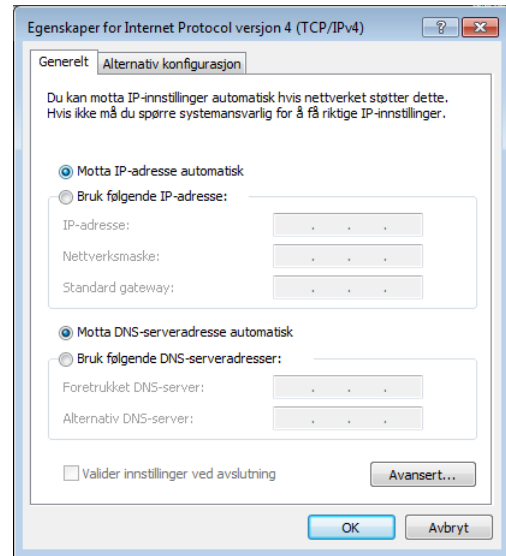 Egenskaper for Internet Protocol versjon 4 (TCP/IPv4)
Generelt
Alternativ konfigurasjon
Du kan motta IP-innstillinger automatisk hvis nettverket støtter dette.
Hvis ikke må du spørre systemansvarlig for å få riktige IP-innstillinger.
Motta IP-adresse automatisk
Bruk følgende IP-adresse:
IP-adresse:
Nettverksmaske:
Standard gateway:
Motta DNS-serveradresse automatisk
Bruk følgende DNS-serveradresser:
Foretrukket DNS-server:
Alternativ DNS-server:
Valider innstillinger ved avslutning
Avansert...
OK
Avbryt